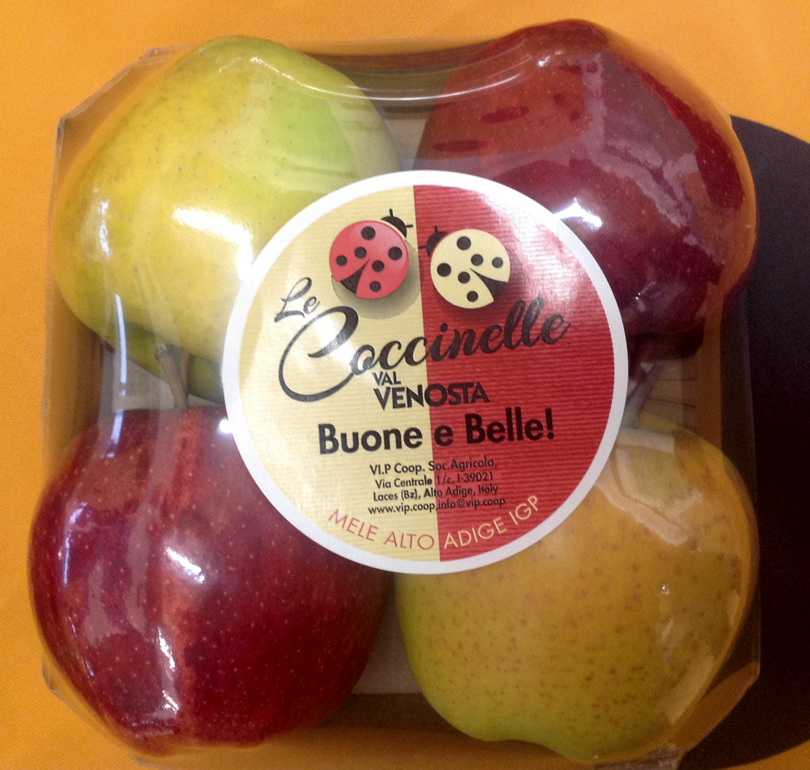 Le
Coccinelle
VAL
VENOSTA
Buone e Belle!
VI.P Coop. Soc.Agricola,
Via Centrale 1/c, I-39021
Laces (Bz), Alto Adige, Italy
www.vip.coop,info@vip.coop
MELE ALTO ADIGE IGP